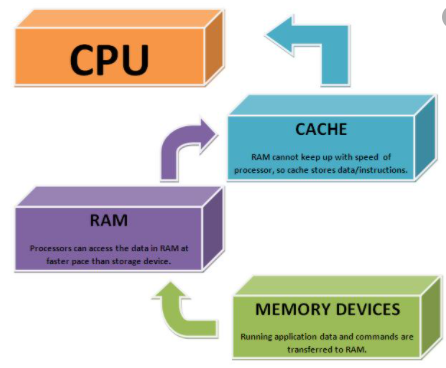 CPU
CACHE
RAM cannot keep up with speed of
processor, so cache stores data/instructions.
RAM
Processors can access the data in RAM at
faster pace than storage device.
MEMORY DEVICES
Running application data and commands are
transferred to RAM.